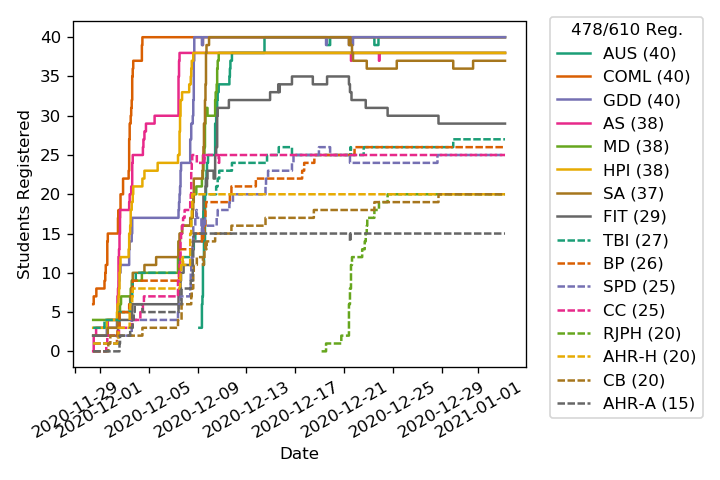 478/610 Reg.
AUS (40)
COML (40)
GDD (40)
AS (38)
MD (38)
HPI (38)
SA (37)
FIT (29)
TBI (27)
BP (26)
SPD (25)
CC (25)
RJPH (20)
AHR-H (20)
CB (20)
AHR-A (15)
Students Registered
40
35
30
25
20
15
10
5
0
2020-11-29
2020-12-01
2020-12-05
2020-12-09
2020-12-13
2020-12-17
2020-12-21
2020-12-25
2020-12-29
2021-01-01
Date